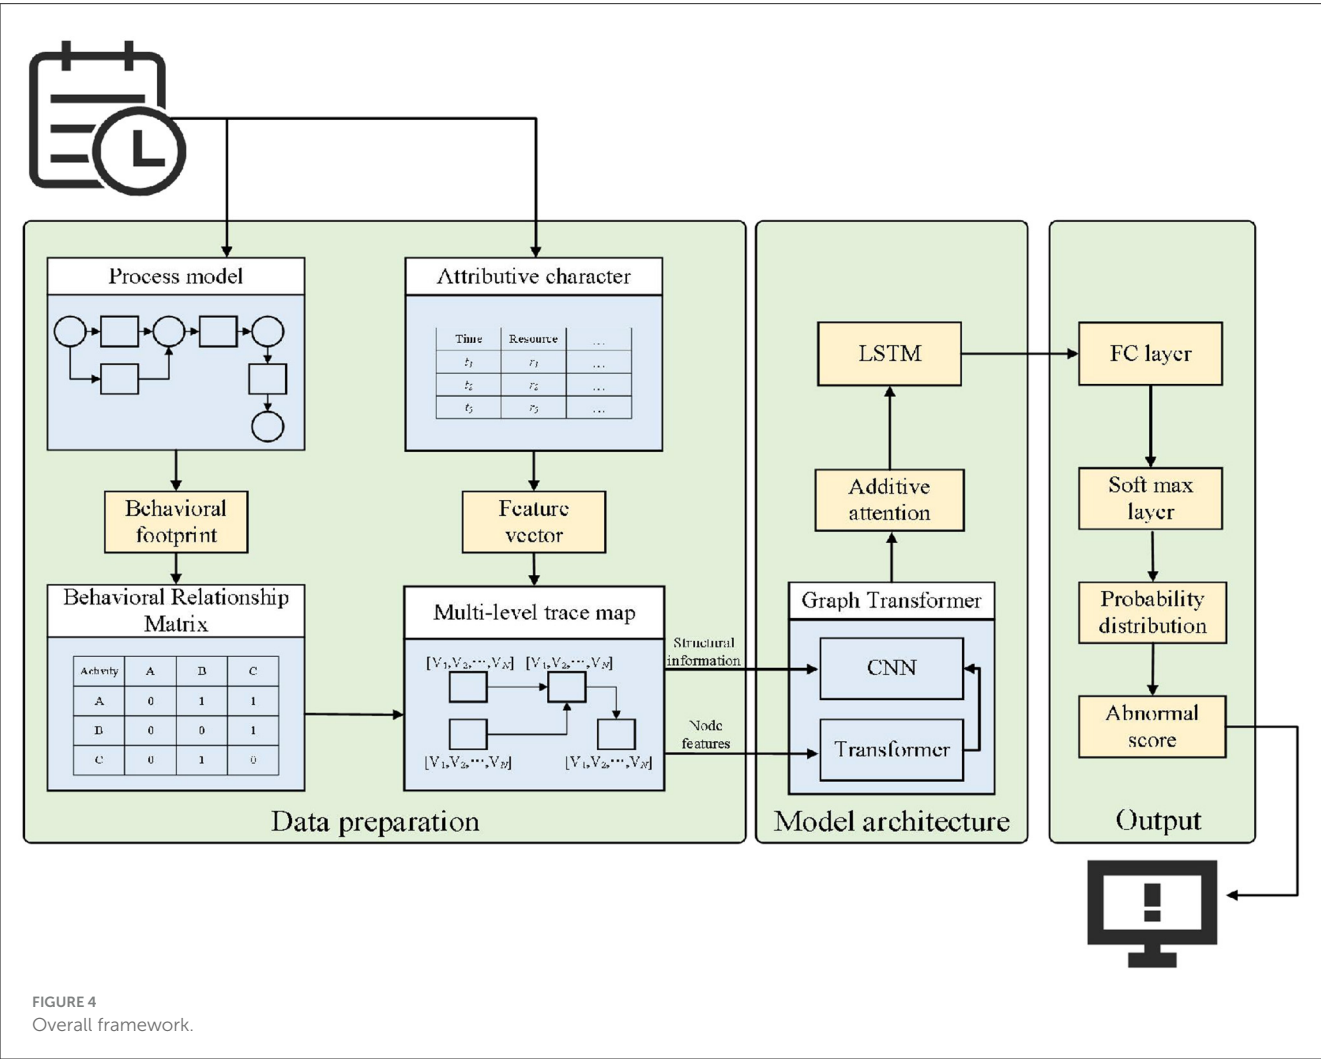 Process model
Attributive character
Time Resource ...
t1 r1 ...
t2 r2 ...
t3 r3 ...
Behavioral
footprint
Feature
vector
Behavioral Relationship
Matrix
Activity A B C
A 0 1 1
B 0 0 1
C 0 1 0
Multi-level trace map
[V1,V2,···,VN] [V1,V2,···,VN]
[V1,V2,···,VN] [V1,V2,···,VN]
Data preparation
Structural
information
Node
features
LSTM
Additive
attention
Graph Transformer
CNN
Transformer
Model architecture
FC layer
Soft max
layer
Probability
distribution
Abnormal
score
Output
!
FIGURE 4
Overall framework.